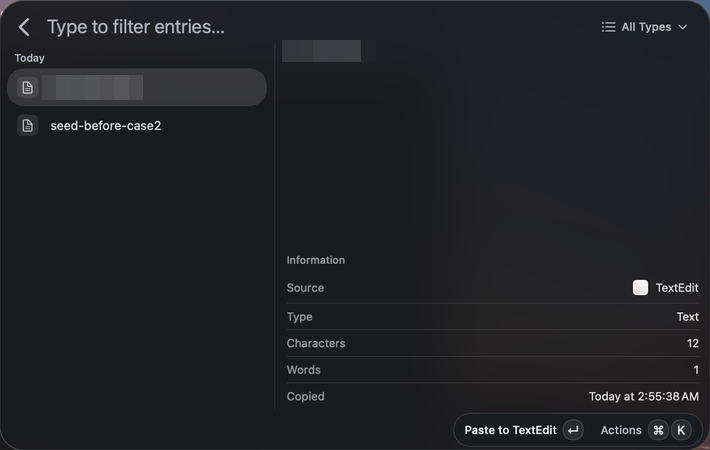 Type to filter entries...
All Types
Today
seed-before-case2
Information
Source TextEdit
Type Text
Characters 12
Words 1
Copied Today at 2:55:38 AM
Paste to TextEdit ↵ Actions ⌘ K